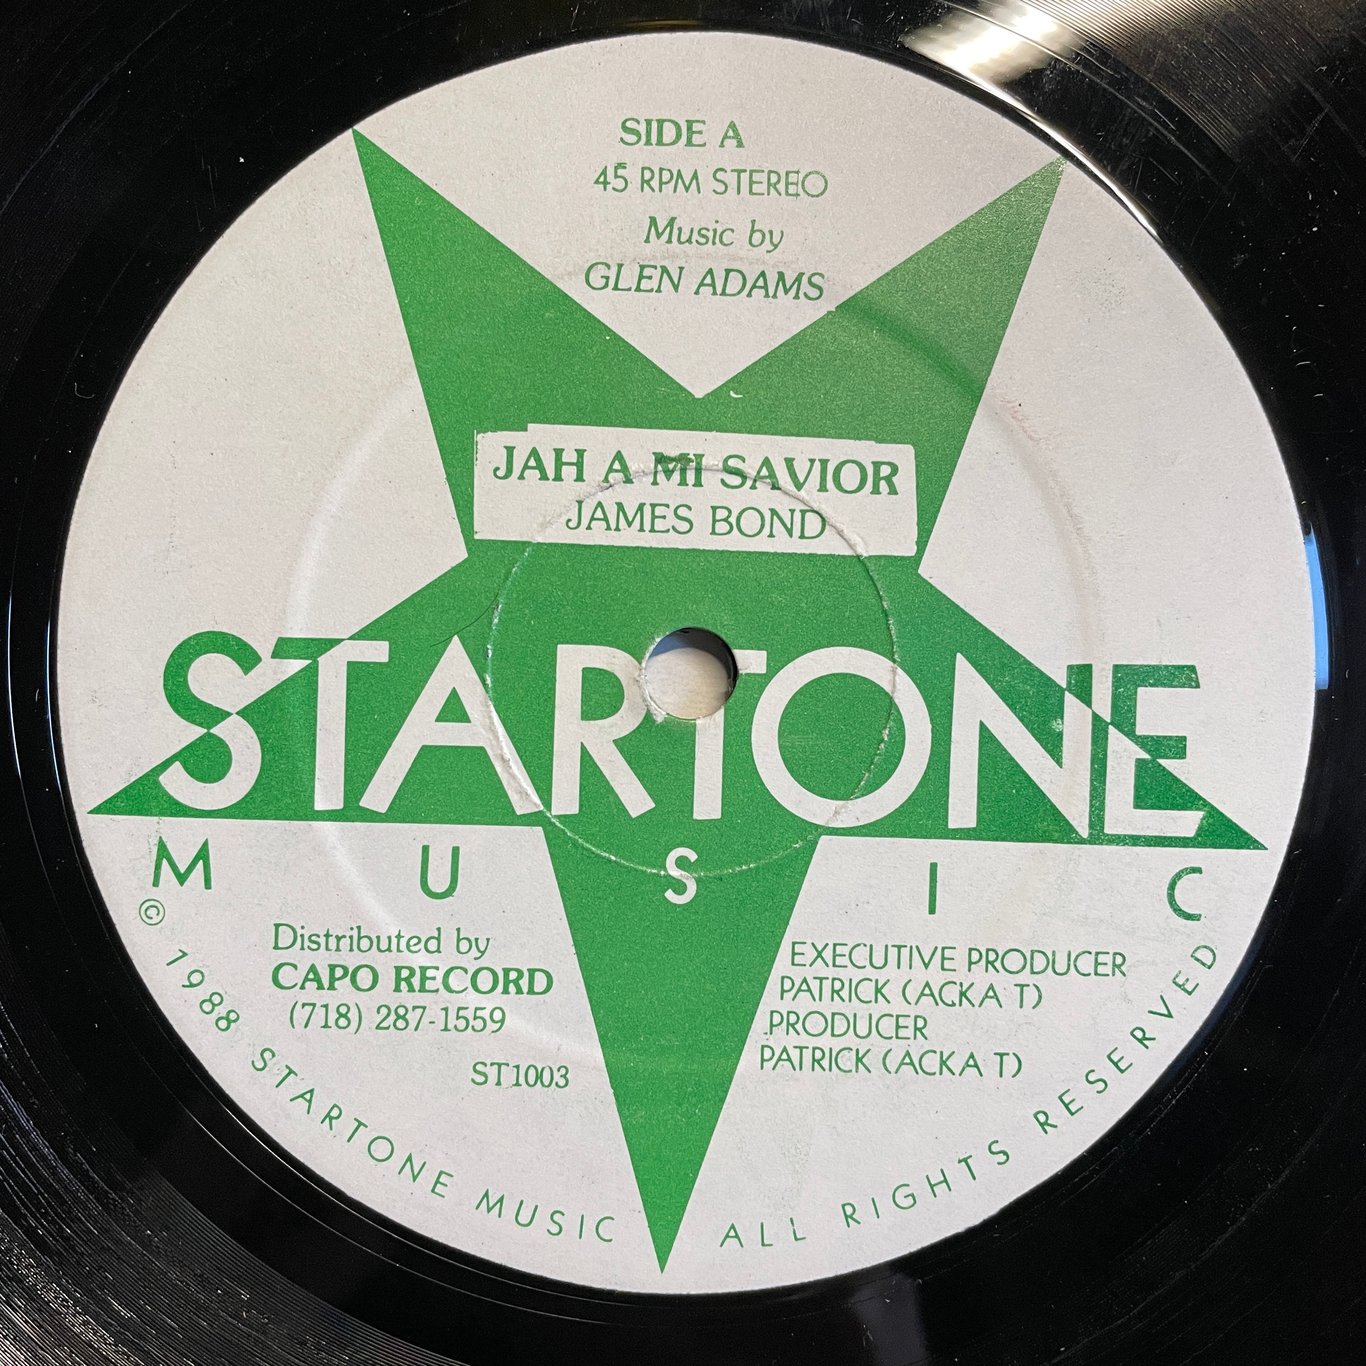 SIDE A
45 RPM STEREO
Music by
GLEN ADAMS
JAH A MI SAVIOR
JAMES BOND
STARTONE
MUSIC
Distributed by
CAPO RECORD
(718) 287-1559
ST1003
EXECUTIVE PRODUCER
PATRICK (ACKA T)
PRODUCER
PATRICK (ACKA T)
© 1988 STARTONE MUSIC ALL RIGHTS RESERVED